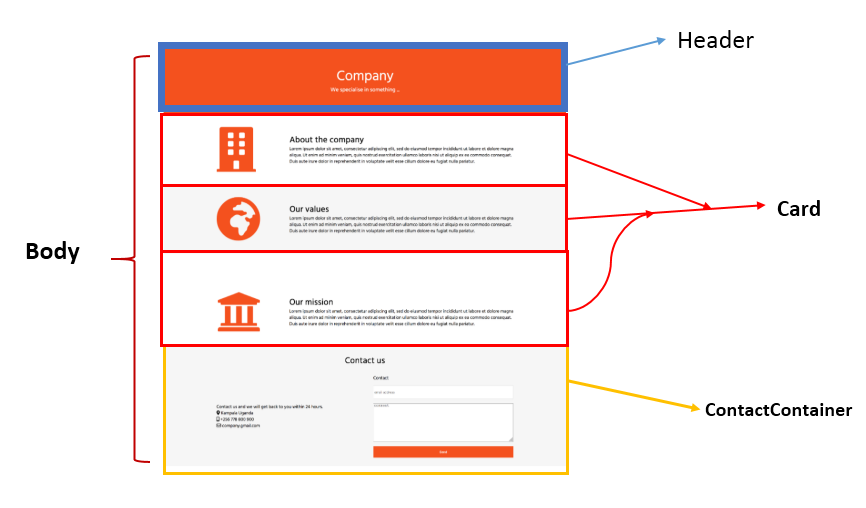 Header
Company
We specialise in something ...
About the company
Lorem ipsum dolor sit amet, consectetur adipiscing elit, sed do eiusmod tempor incididunt ut labore et dolore magna
aliqua. Ut enim ad minim veniam, quis nostrud exercitation ullamco laboris nisi ut aliquip ex ea commodo consequat.
Duis aute irure dolor in reprehenderit in voluptate velit esse cillum dolore eu fugiat nulla pariatur.
Our values
Lorem ipsum dolor sit amet, consectetur adipiscing elit, sed do eiusmod tempor incididunt ut labore et dolore magna
aliqua. Ut enim ad minim veniam, quis nostrud exercitation ullamco laboris nisi ut aliquip ex ea commodo consequat.
Duis aute irure dolor in reprehenderit in voluptate velit esse cillum dolore eu fugiat nulla pariatur.
Card
Body
Our mission
Lorem ipsum dolor sit amet, consectetur adipiscing elit, sed do eiusmod tempor incididunt ut labore et dolore magna
aliqua. Ut enim ad minim veniam, quis nostrud exercitation ullamco laboris nisi ut aliquip ex ea commodo consequat.
Duis aute irure dolor in reprehenderit in voluptate velit esse cillum dolore eu fugiat nulla pariatur.
Contact us
Contact
Contact us and we will get back to you within 24 hours.
Kampala Uganda
company.gmail.com
Send
ContactContainer